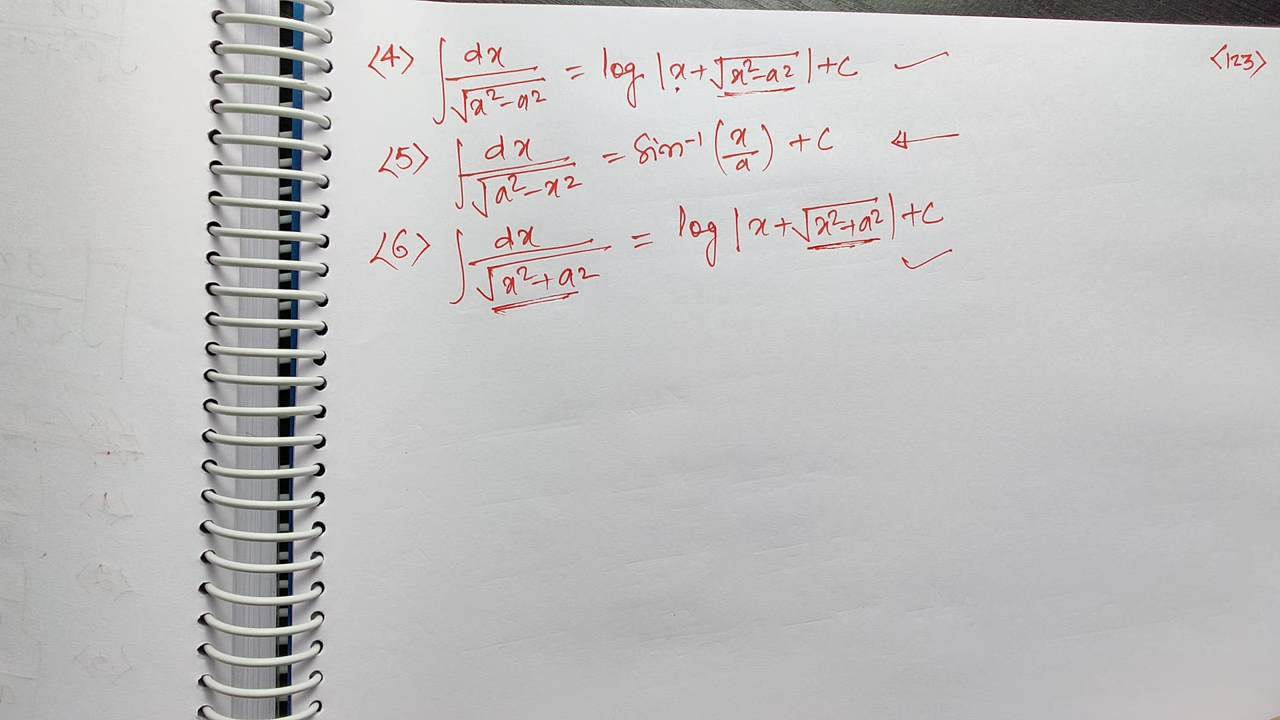 <4> ∫ dx/√(x²-a²) = log |x+√(x²-a²)| + c ✓ <123>
<5> ∫ dx/√(a²-x²) = Sin⁻¹ (x/a) + c ←
<6> ∫ dx/√(x²+a²) = log |x+√(x²+a²)| + c ✓